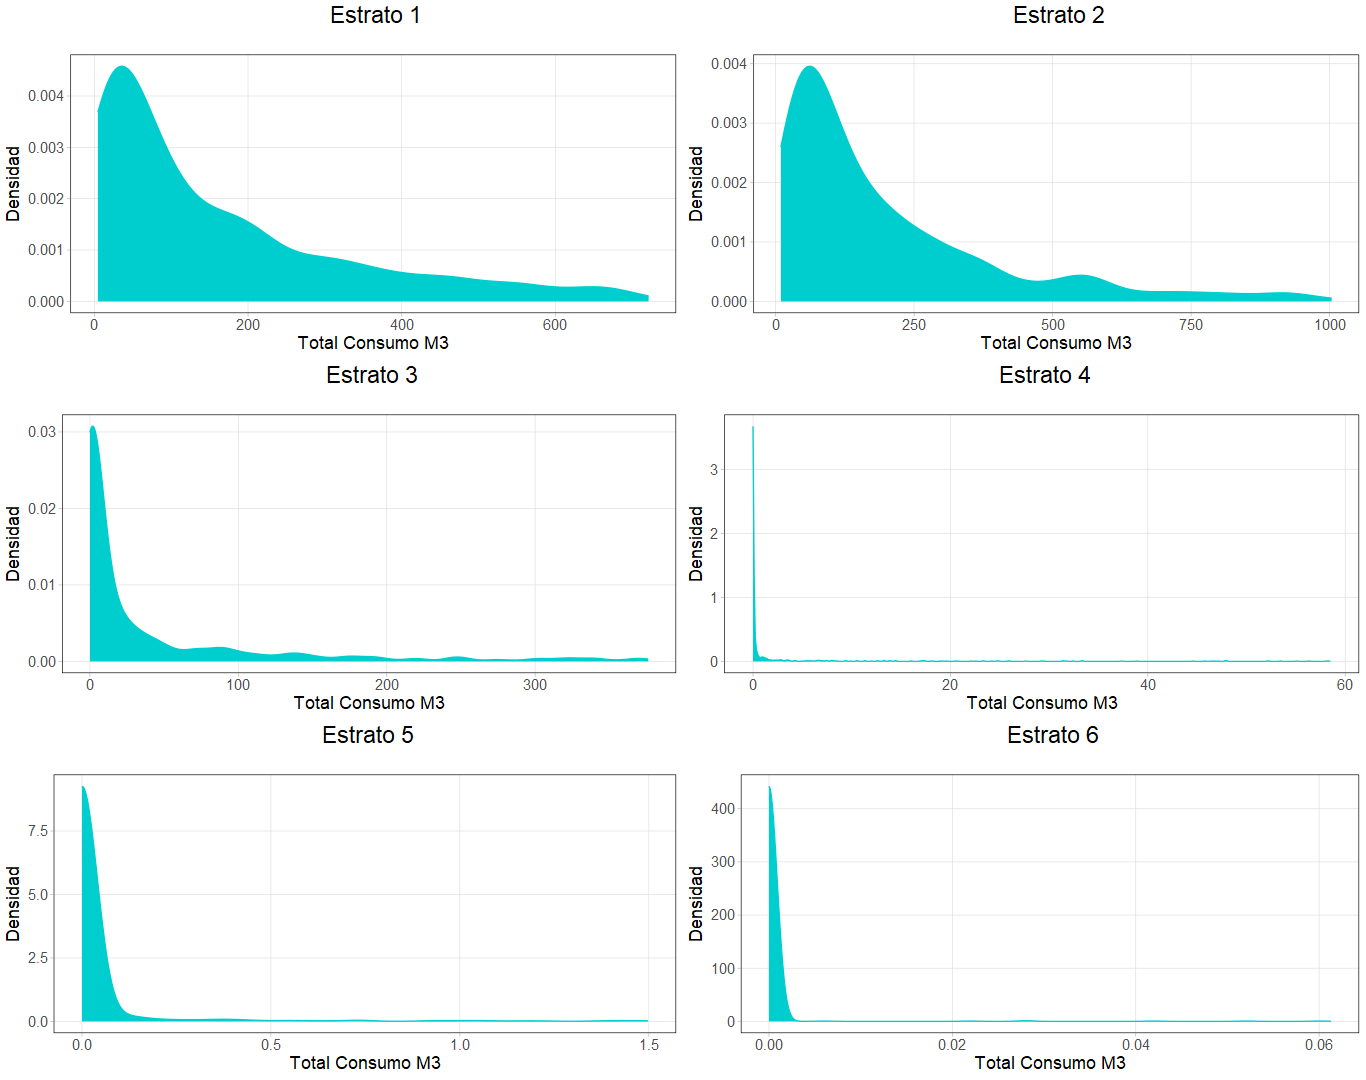 Estrato 1
Densidad
0.004
0.003
0.002
0.001
0.000
0 200 400 600
Total Consumo M3
Estrato 2
Densidad
0.004
0.003
0.002
0.001
0.000
0 250 500 750 1000
Total Consumo M3
Estrato 3
Densidad
0.03
0.02
0.01
0.00
0 100 200 300
Total Consumo M3
Estrato 4
Densidad
3
2
1
0
0 20 40 60
Total Consumo M3
Estrato 5
Densidad
7.5
5.0
2.5
0.0
0.0 0.5 1.0 1.5
Total Consumo M3
Estrato 6
Densidad
400
300
200
100
0
0.00 0.02 0.04 0.06
Total Consumo M3